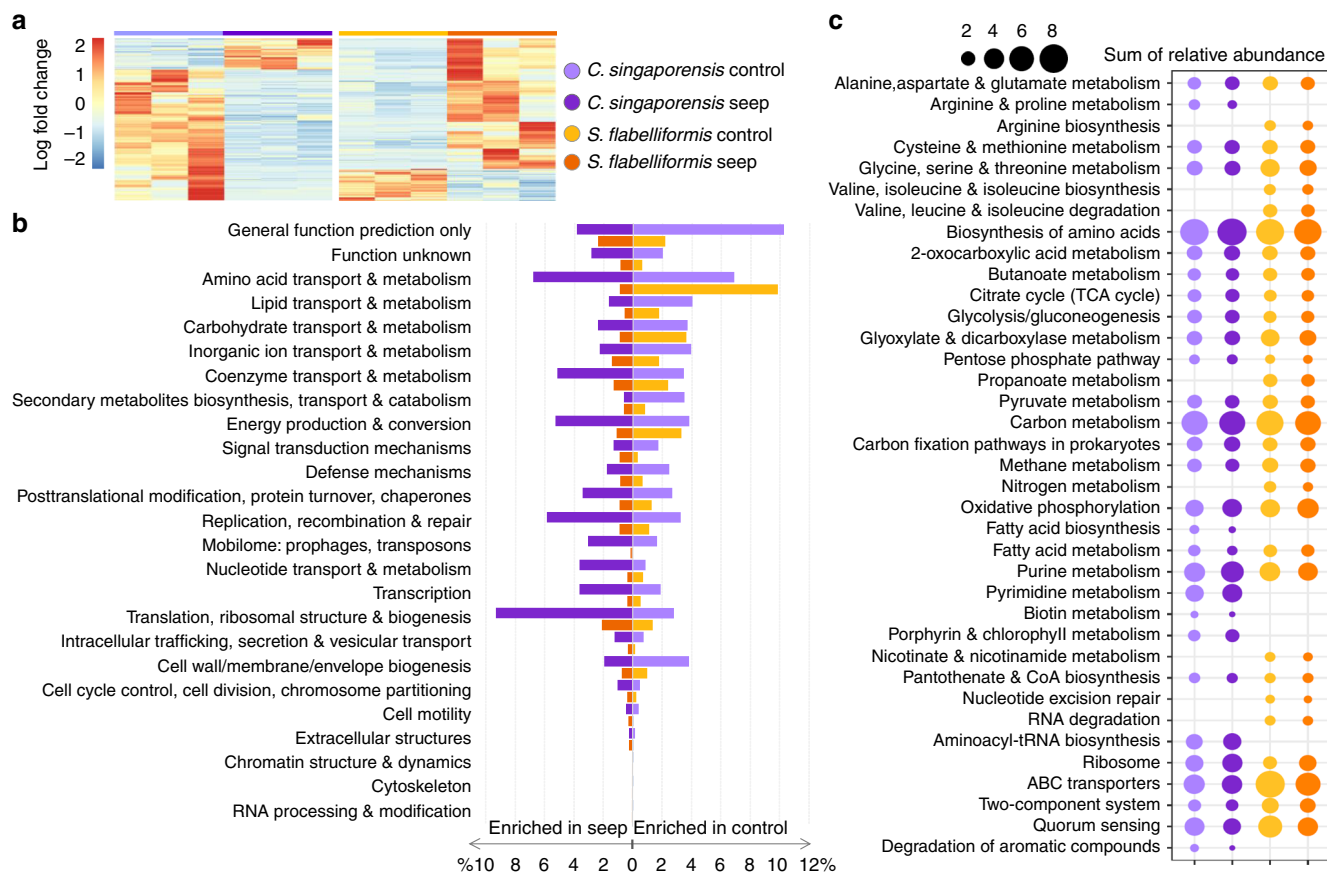 a
Log fold change
2
1
0
−1
−2
C. singaporensis control
C. singaporensis seep
S. flabelliformis control
S. flabelliformis seep
b
General function prediction only
Function unknown
Amino acid transport & metabolism
Lipid transport & metabolism
Carbohydrate transport & metabolism
Inorganic ion transport & metabolism
Coenzyme transport & metabolism
Secondary metabolites biosynthesis, transport & catabolism
Energy production & conversion
Signal transduction mechanisms
Defense mechanisms
Posttranslational modification, protein turnover, chaperones
Replication, recombination & repair
Mobilome: prophages, transposons
Nucleotide transport & metabolism
Transcription
Translation, ribosomal structure & biogenesis
Intracellular trafficking, secretion & vesicular transport
Cell wall/membrane/envelope biogenesis
Cell cycle control, cell division, chromosome partitioning
Cell motility
Extracellular structures
Chromatin structure & dynamics
Cytoskeleton
RNA processing & modification
Enriched in seep Enriched in control
%10 8 6 4 2 0 2 4 6 8 10 12%
c
2 4 6 8
Sum of relative abundance
Alanine,aspartate & glutamate metabolism
Arginine & proline metabolism
Arginine biosynthesis
Cysteine & methionine metabolism
Glycine, serine & threonine metabolism
Valine, isoleucine & isoleucine biosynthesis
Valine, leucine & isoleucine degradation
Biosynthesis of amino acids
2-oxocarboxylic acid metabolism
Butanoate metabolism
Citrate cycle (TCA cycle)
Glycolysis/gluconeogenesis
Glyoxylate & dicarboxylase metabolism
Pentose phosphate pathway
Propanoate metabolism
Pyruvate metabolism
Carbon metabolism
Carbon fixation pathways in prokaryotes
Methane metabolism
Nitrogen metabolism
Oxidative phosphorylation
Fatty acid biosynthesis
Fatty acid metabolism
Purine metabolism
Pyrimidine metabolism
Biotin metabolism
Porphyrin & chlorophyII metabolism
Nicotinate & nicotinamide metabolism
Pantothenate & CoA biosynthesis
Nucleotide excision repair
RNA degradation
Aminoacyl-tRNA biosynthesis
Ribosome
ABC transporters
Two-component system
Quorum sensing
Degradation of aromatic compounds